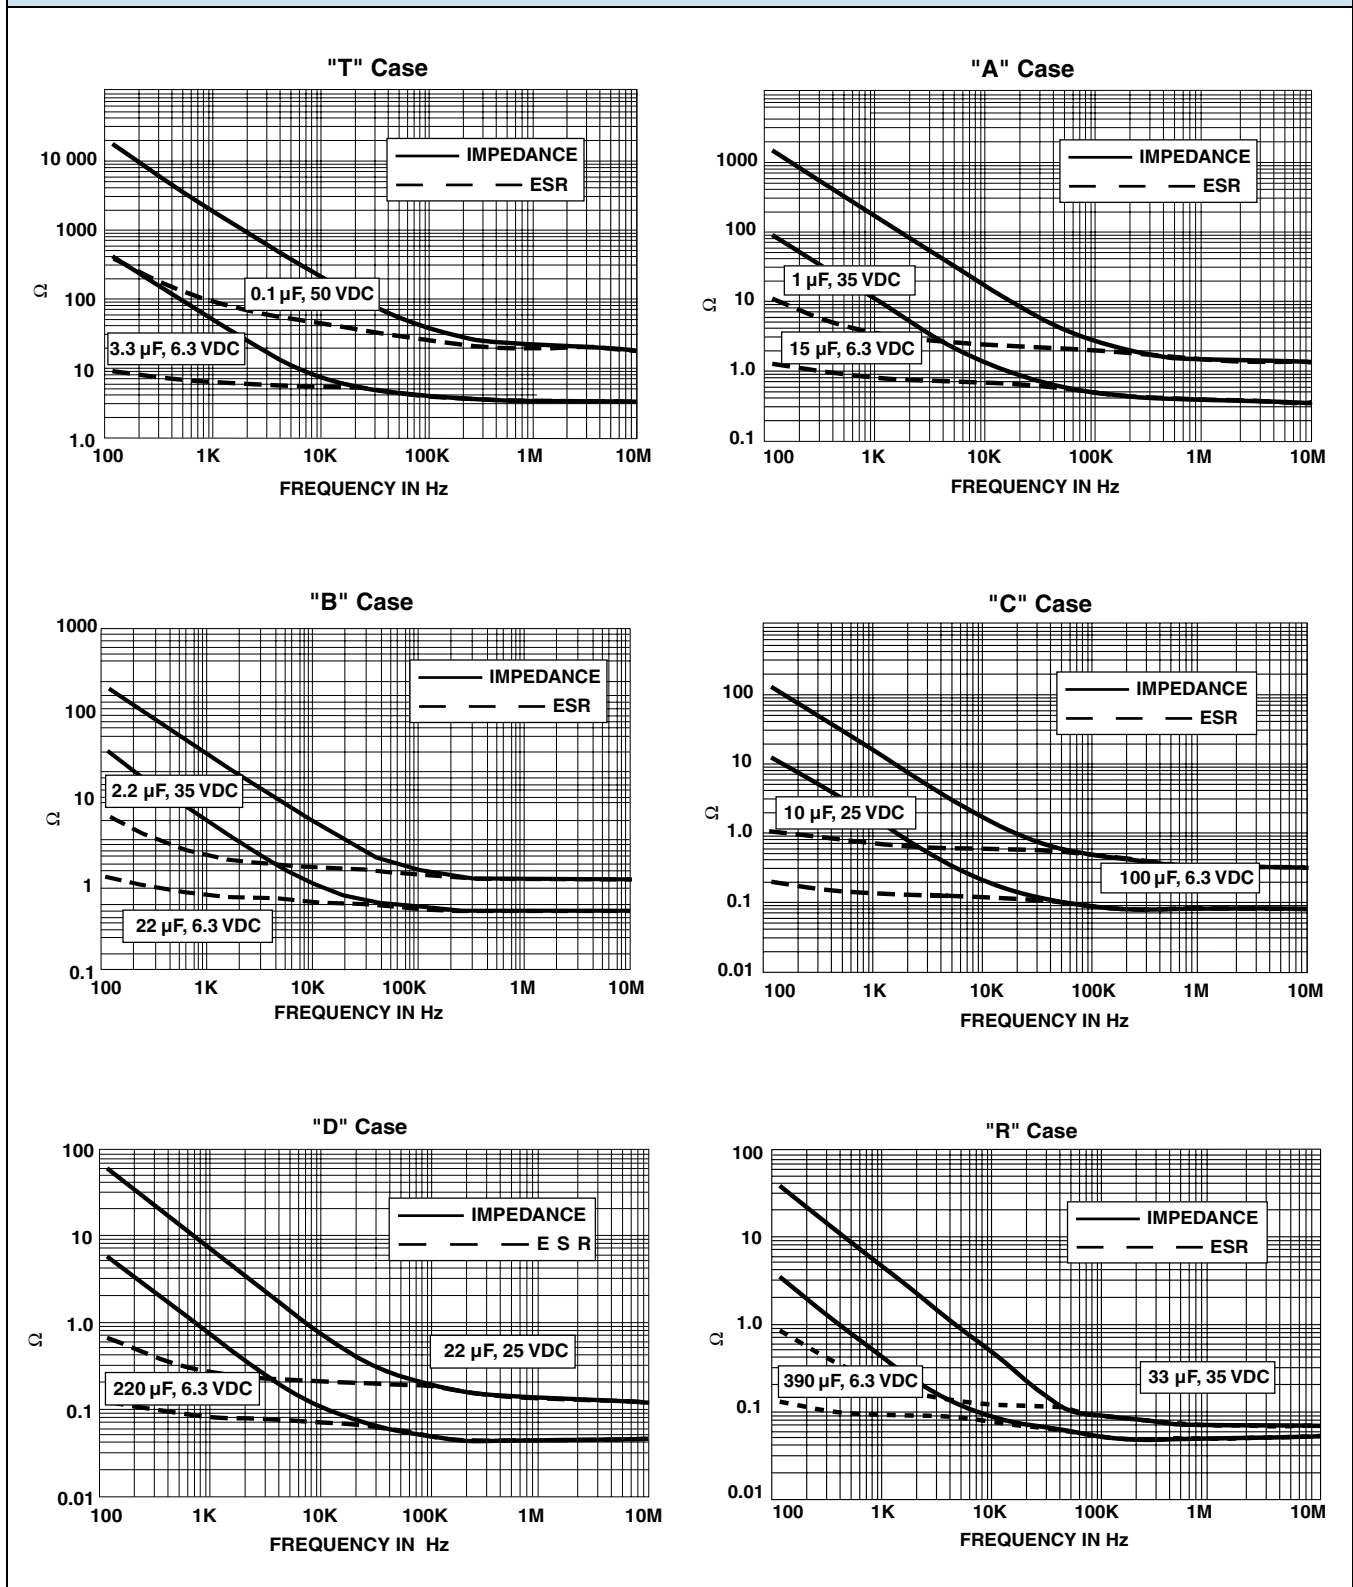 "T" Case
10 000
1000
100
10
1.0
Ω
IMPEDANCE
ESR
0.1 µF, 50 VDC
3.3 µF, 6.3 VDC
100 1K 10K 100K 1M 10M
FREQUENCY IN Hz
"A" Case
1000
100
10
1.0
0.1
Ω
IMPEDANCE
ESR
1 µF, 35 VDC
15 µF, 6.3 VDC
100 1K 10K 100K 1M 10M
FREQUENCY IN Hz
"B" Case
1000
100
10
1
0.1
Ω
IMPEDANCE
ESR
2.2 µF, 35 VDC
22 µF, 6.3 VDC
100 1K 10K 100K 1M 10M
FREQUENCY IN Hz
"C" Case
100
10
1.0
0.1
0.01
Ω
IMPEDANCE
ESR
10 µF, 25 VDC
100 µF, 6.3 VDC
100 1K 10K 100K 1M 10M
FREQUENCY IN Hz
"D" Case
100
10
1.0
0.1
0.01
Ω
IMPEDANCE
E S R
22 µF, 25 VDC
220 µF, 6.3 VDC
100 1K 10K 100K 1M 10M
FREQUENCY IN Hz
"R" Case
100
10
1.0
0.1
0.01
Ω
IMPEDANCE
ESR
390 µF, 6.3 VDC
33 µF, 35 VDC
100 1K 10K 100K 1M 10M
FREQUENCY IN Hz